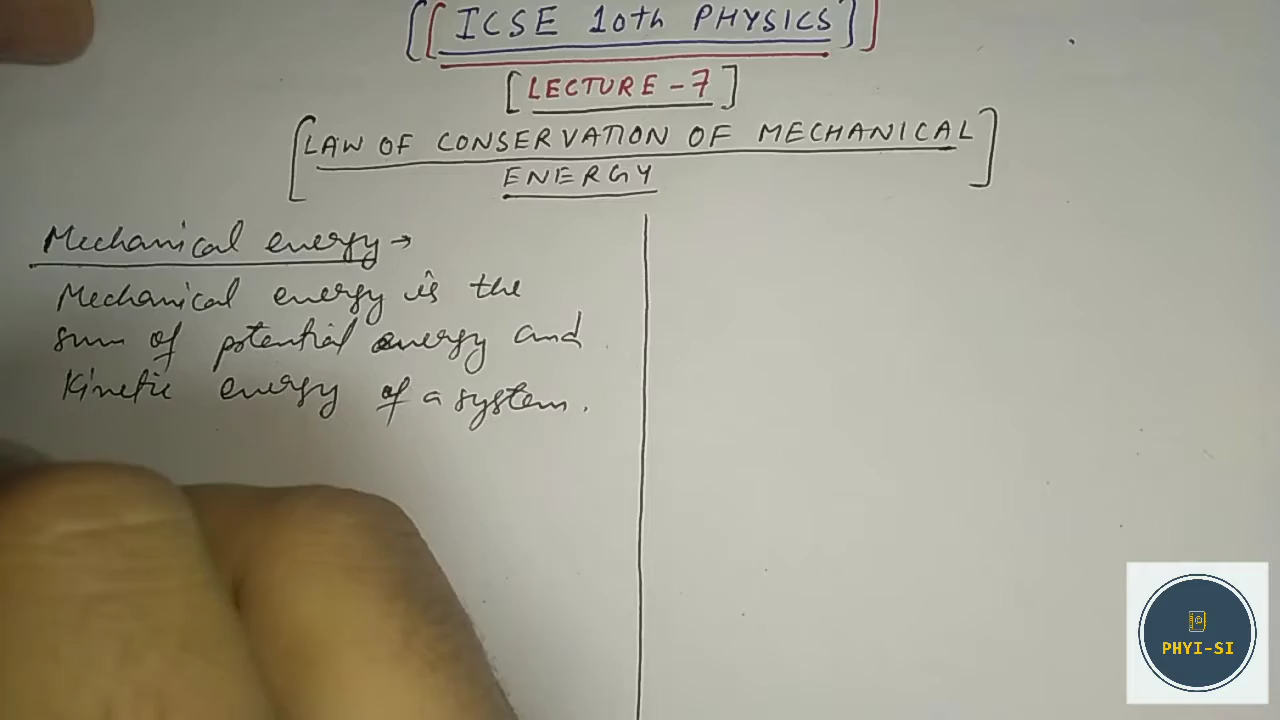 [[ICSE 10th PHYSICS]]
[LECTURE-7]
[LAW OF CONSERVATION OF MECHANICAL
ENERGY]
Mechanical energy →
Mechanical energy is the
sum of potential energy and
Kinetic energy of a system.
PHYI-SI